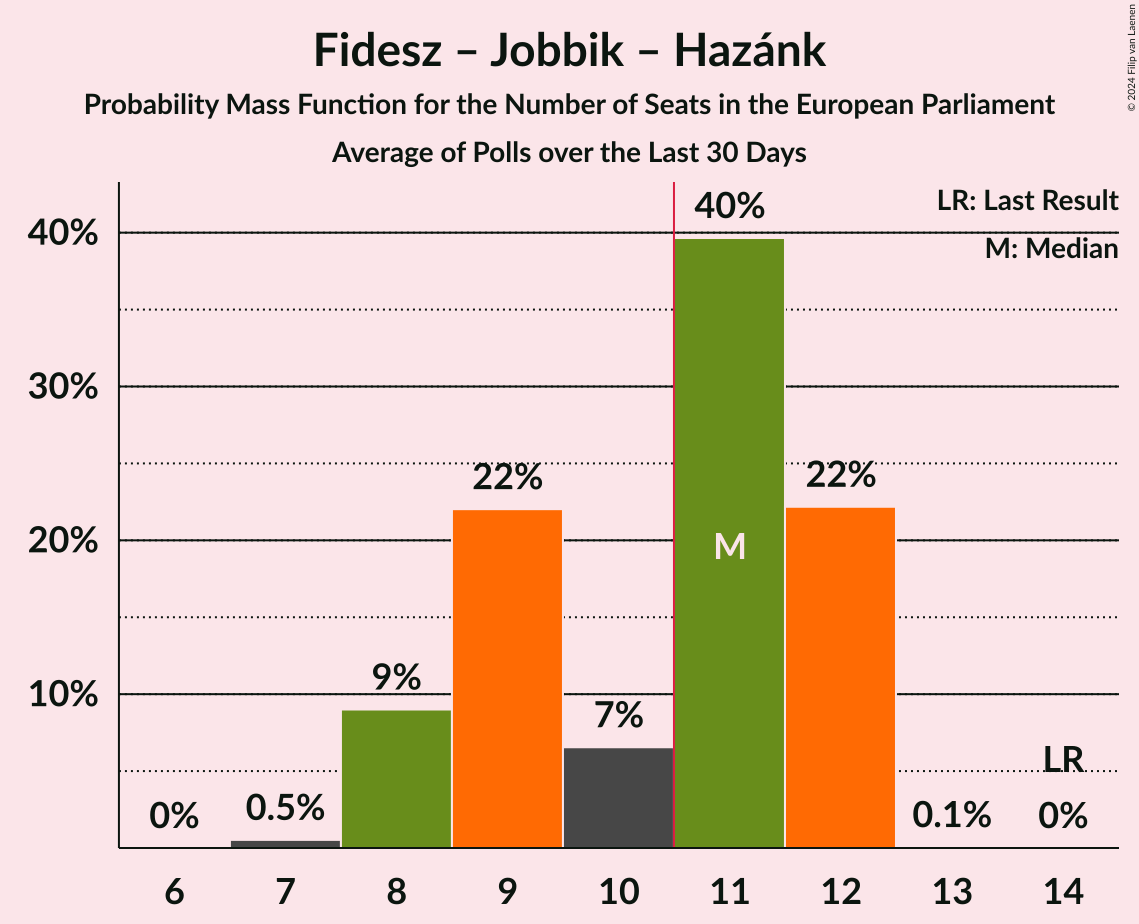 Fidesz – Jobbik – Hazánk
Probability Mass Function for the Number of Seats in the European Parliament
Average of Polls over the Last 30 Days
© 2024 Filip van Laenen
LR: Last Result
M: Median
40%
30%
20%
10%
0%
0.5%
9%
22%
7%
40%
M
22%
0.1%
LR
0%
6 7 8 9 10 11 12 13 14